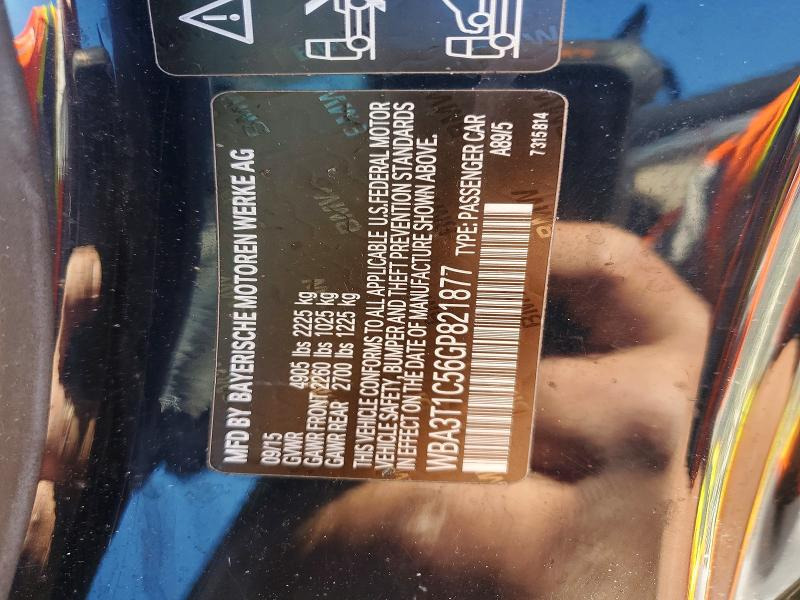 MFD BY BAYERISCHE MOTOREN WERKE AG
09/15
GVWR 4905 lbs 2225 kg
GAWR FRONT 2260 lbs 1025 kg
GAWR REAR 2700 lbs 1225 kg
THIS VEHICLE CONFORMS TO ALL APPLICABLE U.S.FEDERAL MOTOR
VEHICLE SAFETY, BUMPER AND THEFT PREVENTION STANDARDS
IN EFFECT ON THE DATE OF MANUFACTURE SHOWN ABOVE.
WBA3T1C56GP821877 TYPE: PASSENGER CAR
A89/5
7315814